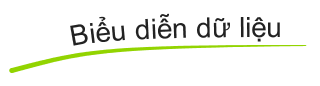 Biểu diễn dữ liệu